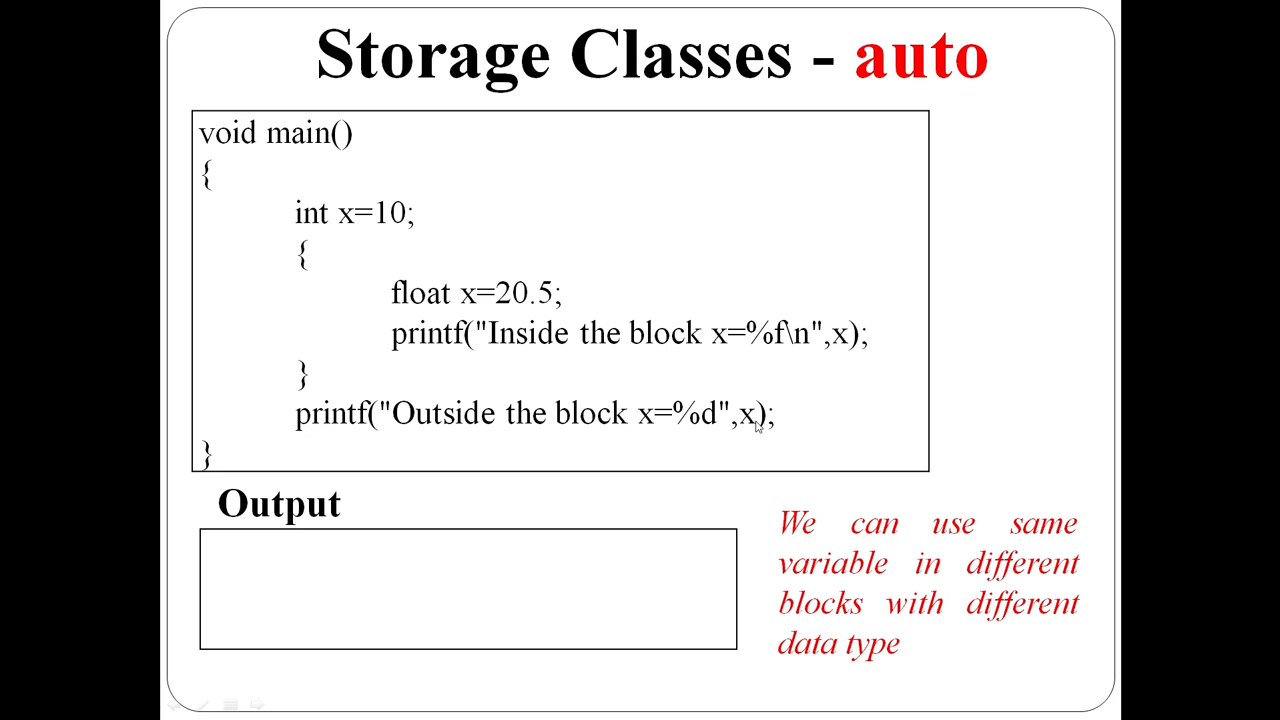 Storage Classes - auto
void main()
{
int x=10;
{
float x=20.5;
printf("Inside the block x=%f\n",x);
}
printf("Outside the block x=%d",x);
}
Output
We can use same
variable in different
blocks with different
data type